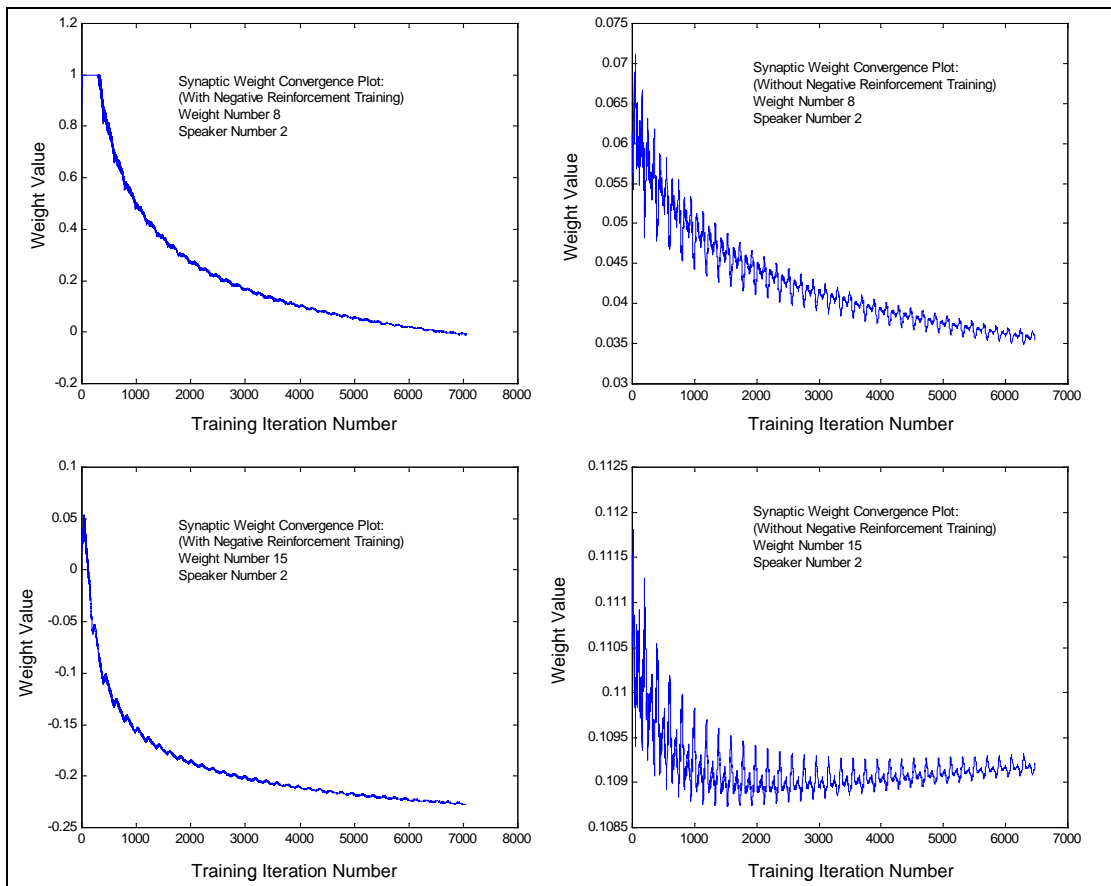 1.2
1
0.8
0.6
0.4
0.2
0
-0.2
Weight Value
Synaptic Weight Convergence Plot:
(With Negative Reinforcement Training)
Weight Number 8
Speaker Number 2
0 1000 2000 3000 4000 5000 6000 7000 8000
Training Iteration Number
0.075
0.07
0.065
0.06
0.055
0.05
0.045
0.04
0.035
0.03
Weight Value
Synaptic Weight Convergence Plot:
(Without Negative Reinforcement Training)
Weight Number 8
Speaker Number 2
0 1000 2000 3000 4000 5000 6000 7000
Training Iteration Number
0.1
0.05
0
-0.05
-0.1
-0.15
-0.2
-0.25
Weight Value
Synaptic Weight Convergence Plot:
(With Negative Reinforcement Training)
Weight Number 15
Speaker Number 2
0 1000 2000 3000 4000 5000 6000 7000 8000
Training Iteration Number
0.1125
0.112
0.1115
0.111
0.1105
0.11
0.1095
0.109
0.1085
Weight Value
Synaptic Weight Convergence Plot:
(Without Negative Reinforcement Training)
Weight Number 15
Speaker Number 2
0 1000 2000 3000 4000 5000 6000 7000
Training Iteration Number